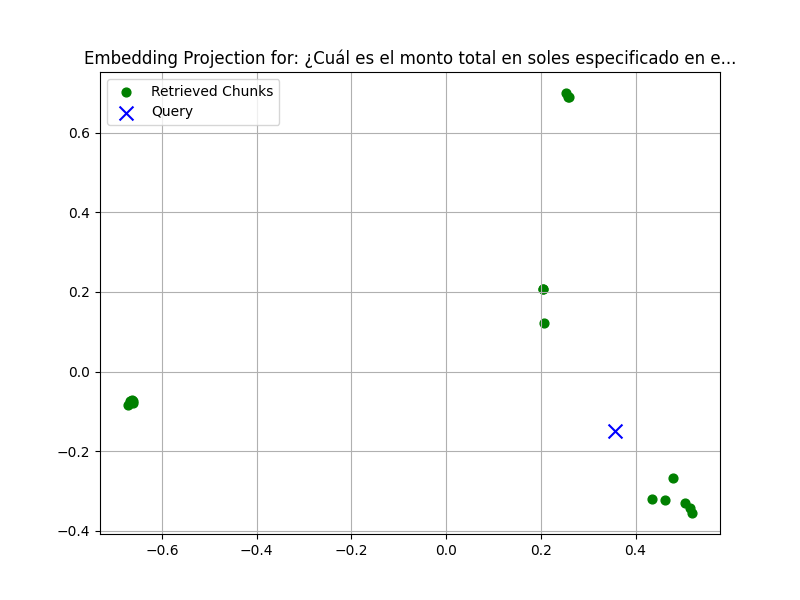 Embedding Projection for: ¿Cuál es el monto total en soles especificado en e...
Retrieved Chunks
Query
0.6
0.4
0.2
0.0
−0.2
−0.4
−0.6 −0.4 −0.2 0.0 0.2 0.4